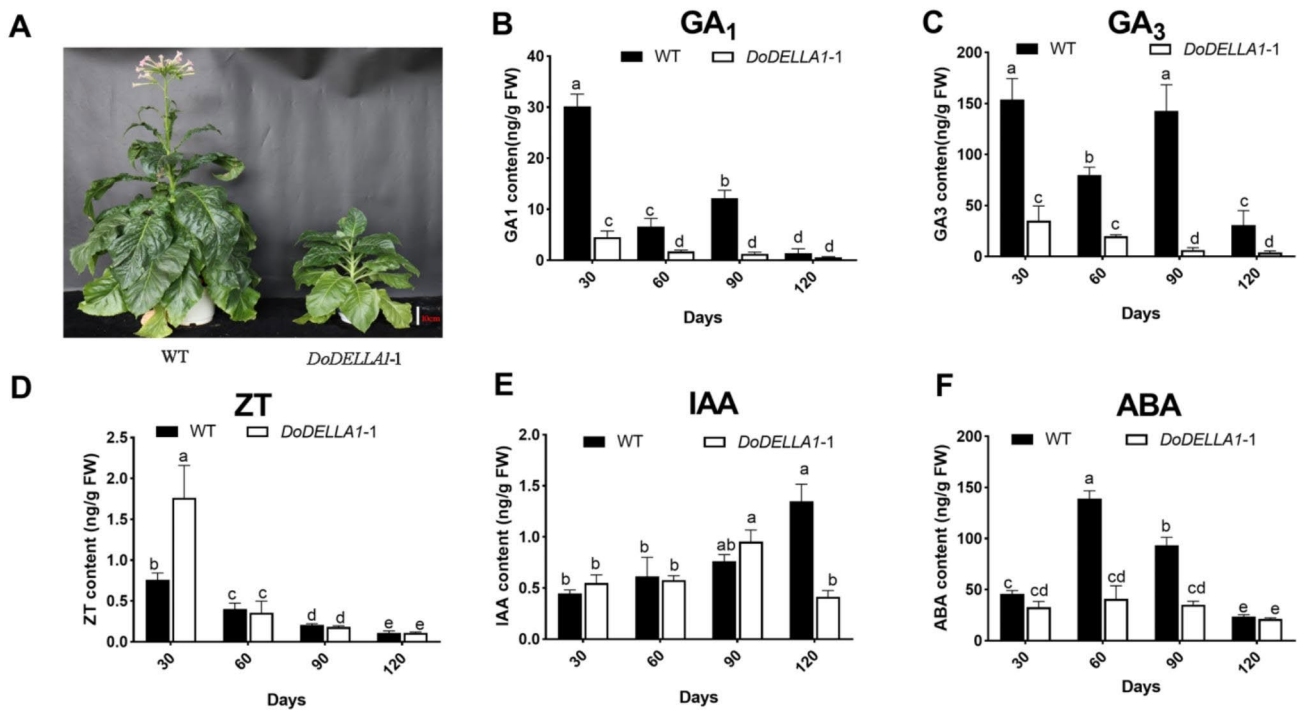 A
WT
DoDELLA1-1
10cm
B
GA1
WT
DoDELLA1-1
GA1 conten(ng/g FW)
40
30
20
10
0
a
c
c
d
b
d
d
d
30
60
90
120
Days
C
GA3
WT
DoDELLA1-1
GA3 conten(ng/g FW)
200
150
100
50
0
a
c
b
c
a
d
c
d
30
60
90
120
Days
D
ZT
WT
DoDELLA1-1
ZT content (ng/g FW)
2.5
2.0
1.5
1.0
0.5
0.0
b
a
c
c
d
d
e
e
30
60
90
120
Days
E
IAA
WT
DoDELLA1-1
IAA content (ng/g FW)
2.0
1.5
1.0
0.5
0.0
b
b
b
b
ab
a
a
b
30
60
90
120
Days
F
ABA
WT
DoDELLA1-1
ABA content (ng/g FW)
200
150
100
50
0
c
cd
a
cd
b
cd
e
e
30
60
90
120
Days